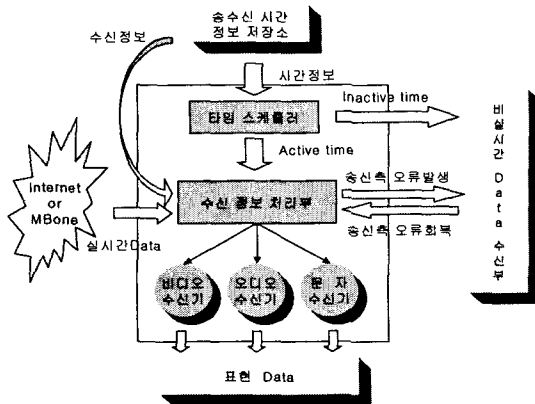 송수신 시간
정보 저장소
수신정보
시간정보
Inactive time
타임 스케줄러
Active time
Internet
or
MBone
실시간Data
수신 정보 처리부
송신측 오류발생
송신측 오류회복
비실시간 Data 수신부
비디오
수신기
오디오
수신기
문 자
수신기
표현 Data